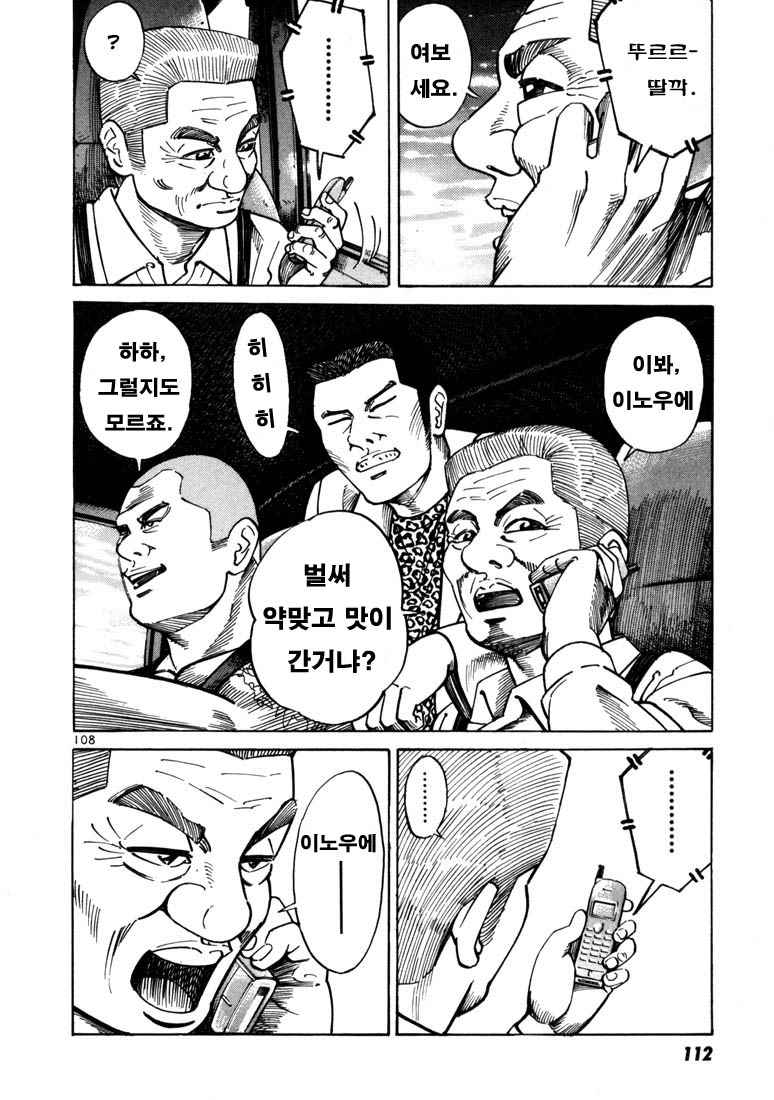 뚜르르-
딸깍.
여보
세요.
………
?
이봐,
이노우에
히
히
히
하하,
그럴지도
모르죠.
벌써
약맞고 맛이
간거냐?
108
………
………
이노우에
ー
112